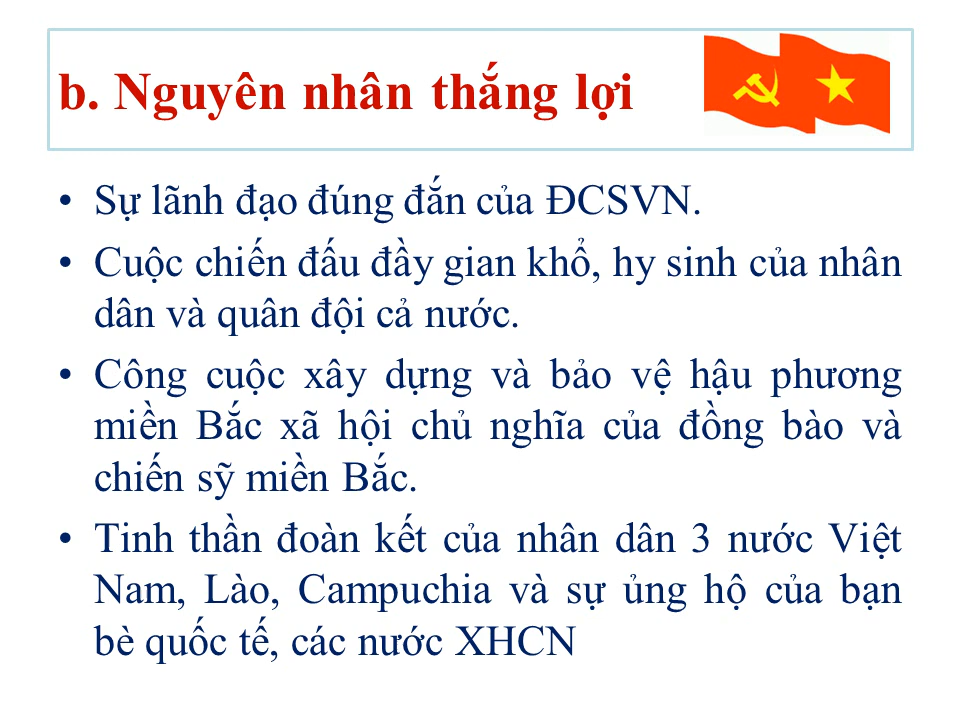 b. Nguyên nhân thắng lợi
• Sự lãnh đạo đúng đắn của ĐCSVN.
• Cuộc chiến đấu đầy gian khổ, hy sinh của nhân
dân và quân đội cả nước.
• Công cuộc xây dựng và bảo vệ hậu phương
miền Bắc xã hội chủ nghĩa của đồng bào và
chiến sỹ miền Bắc.
• Tinh thần đoàn kết của nhân dân 3 nước Việt
Nam, Lào, Campuchia và sự ủng hộ của bạn
bè quốc tế, các nước XHCN